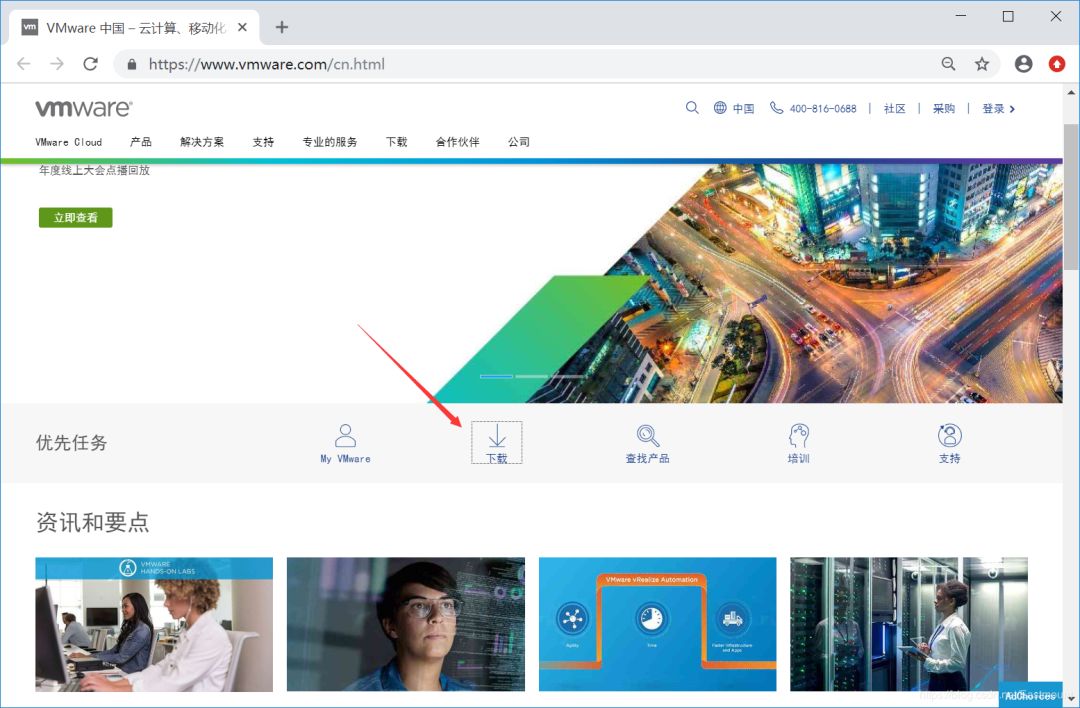 vm VMware 中国 – 云计算、移动化
https://www.vmware.com/cn.html
vmware®
中国 400-816-0688 | 社区 | 采购 | 登录
VMware Cloud 产品 解决方案 支持 专业的服务 下载 合作伙伴 公司
年度线上大会点播回放
立即查看
优先任务
My VMware 下载 查找产品 培训 支持
资讯和要点
VMWARE
HANDS-ON LABS
VMware vRealize Automation
Agility Time Faster Infrastructure
and Apps
AdChoices